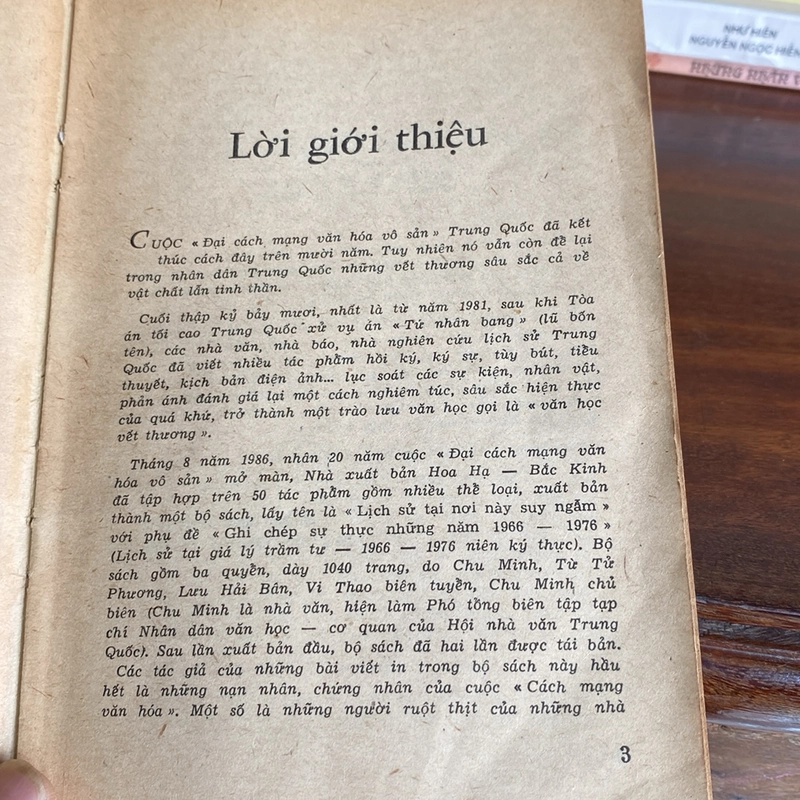 NHƯ HIÊN
NGUYỄN NGỌC HIỀN
Lời giới thiệu
CUỘC «Đại cách mạng văn hóa vô sản» Trung Quốc đã kết
thúc cách đây trên mười năm. Tuy nhiên nó vẫn còn để lại
trong nhân dân Trung Quốc những vết thương sâu sắc cả về
vật chất lẫn tinh thần.
Cuối thập kỷ bảy mươi, nhất là từ năm 1981, sau khi Tòa
án tối cao Trung Quốc xử vụ án «Tứ nhân bang» (lũ bốn
tên), các nhà văn, nhà báo, nhà nghiên cứu lịch sử Trung
Quốc đã viết nhiều tác phẩm hồi ký, ký sự, tùy bút, tiểu
thuyết, kịch bản điện ảnh... lục soát các sự kiện, nhân vật,
phản ánh đánh giá lại một cách nghiêm túc, sâu sắc hiện thực
của quá khứ, trở thành một trào lưu văn học gọi là «văn học
vết thương».
Tháng 8 năm 1986, nhân 20 năm cuộc «Đại cách mạng văn
hóa vô sản» mở màn, Nhà xuất bản Hoa Hạ — Bắc Kinh
đã tập hợp trên 50 tác phẩm gồm nhiều thể loại, xuất bản
thành một bộ sách, lấy tên là «Lịch sử tại nơi này suy ngẫm»
với phụ đề «Ghi chép sự thực những năm 1966 — 1976»
(Lịch sử tại giá lý trầm tư — 1966 — 1976 niên ký thực). Bộ
sách gồm ba quyển, dày 1040 trang, do Chu Minh, Từ Tử
Phương, Lưu Hải Bân, Vi Thao biên tuyển, Chu Minh chủ
biên (Chu Minh là nhà văn, hiện làm Phó tổng biên tập tạp
chí Nhân dân văn học — cơ quan của Hội nhà văn Trung
Quốc). Sau lần xuất bản đầu, bộ sách đã hai lần được tái bản.
Các tác giả của những bài viết in trong bộ sách này hầu
hết là những nạn nhân, chứng nhân của cuộc «Cách mạng
văn hóa». Một số là những người ruột thịt của những nhà
3